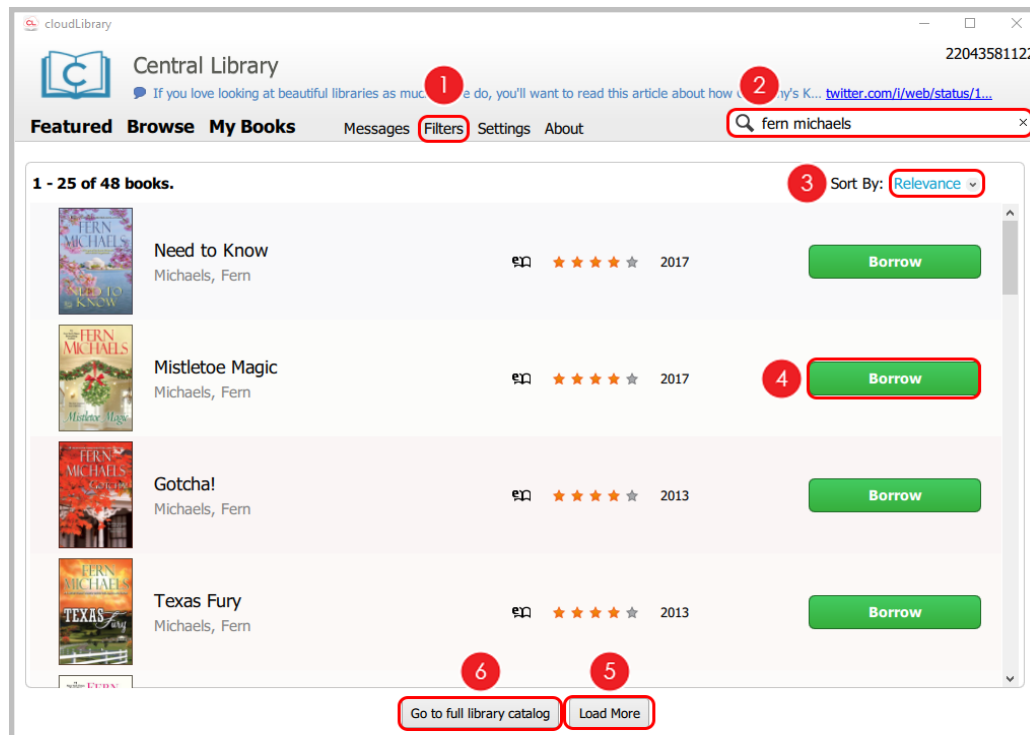 cloudLibrary
22043581122
Central Library
1
2
If you love looking at beautiful libraries as muc e do, you'll want to read this article about how ny's K... twitter.com/i/web/status/1...
Featured Browse My Books Messages Filters Settings About
fern michaels
1 - 25 of 48 books.
3
Sort By: Relevance
FERN MICHAELS
NEED TO KNOW
Need to Know
Michaels, Fern
2017
Borrow
FERN MICHAELS
Mistletoe Magic
Mistletoe Magic
Michaels, Fern
2017
4
Borrow
FERN MICHAELS
Gotcha!
Gotcha!
Michaels, Fern
2013
Borrow
FERN MICHAELS
TEXAS Fury
Texas Fury
Michaels, Fern
2013
Borrow
FERN
6
5
Go to full library catalog
Load More